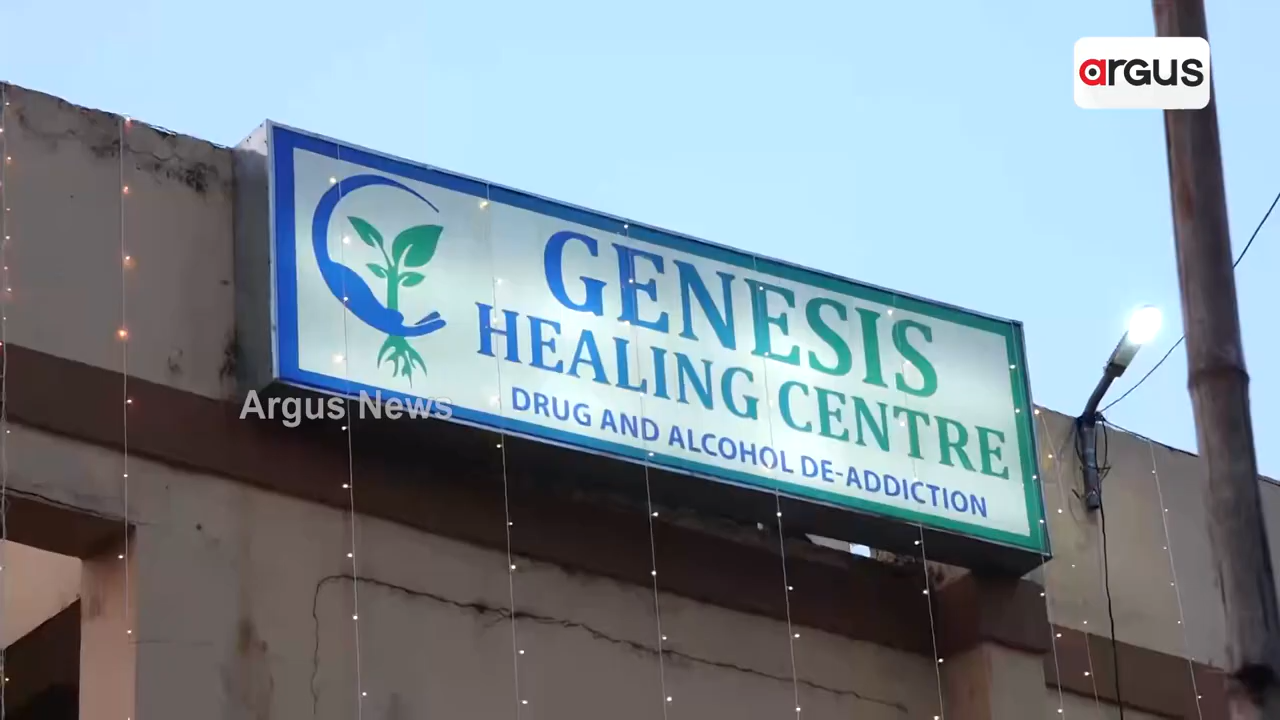 argus
GENESIS
HEALING CENTRE
DRUG AND ALCOHOL DE-ADDICTION
Argus News